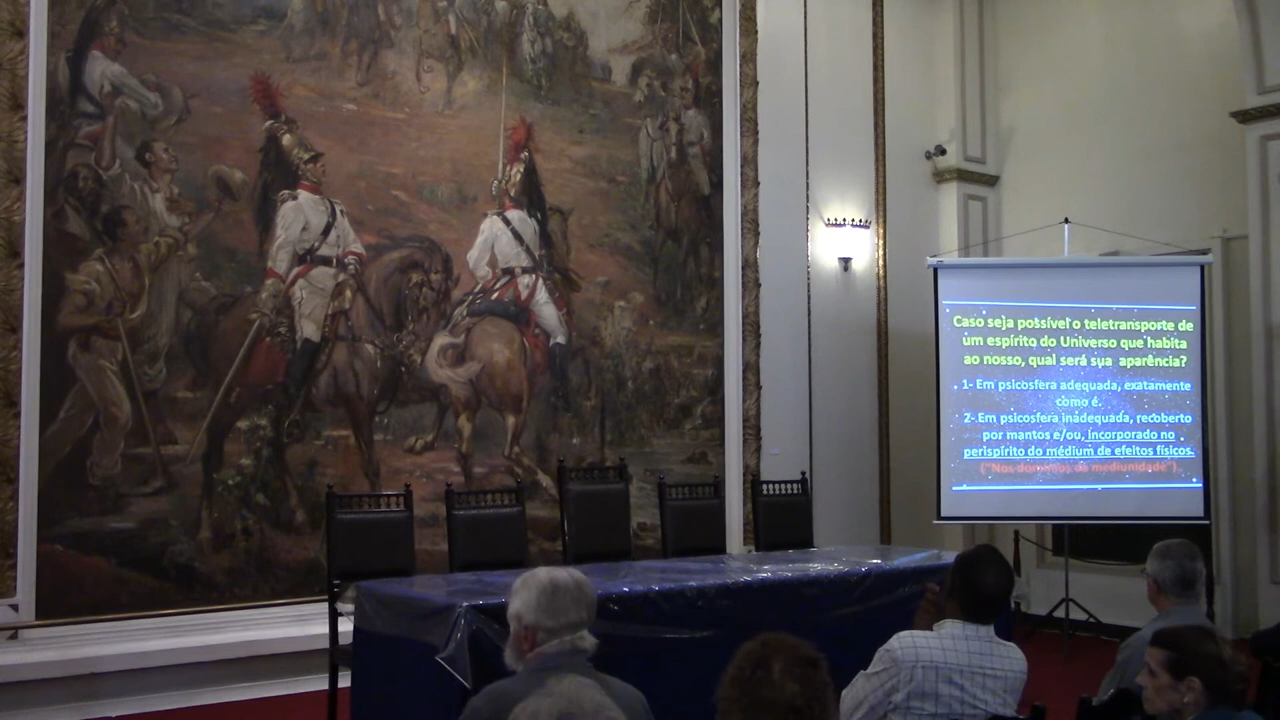 Caso seja possível o teletransporte de
um espírito do Universo que habita
ao nosso, qual será sua aparência?
1- Em psicosfera adequada, exatamente
como é.
2- Em psicosfera inadequada, recoberto
por mantos e/ou, incorporado no
perispírito do médium de efeitos físicos.
("Nos domínios da mediunidade")